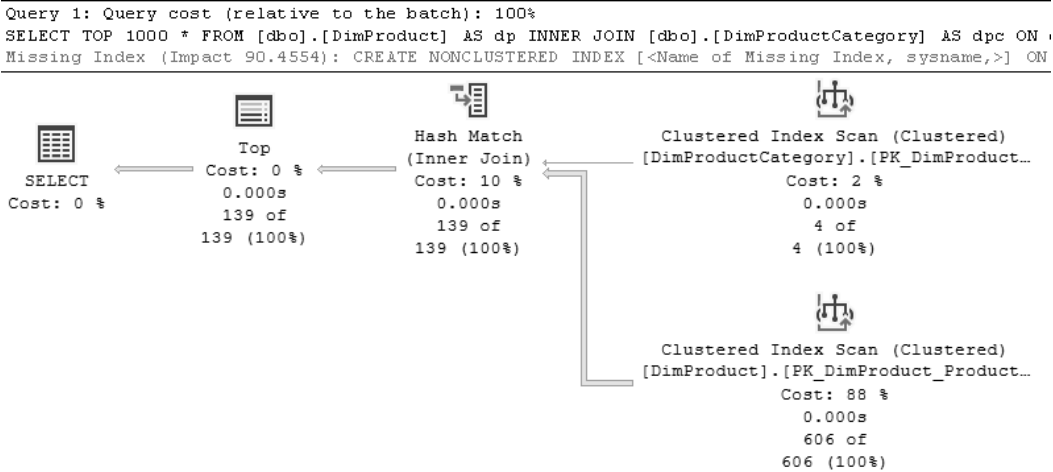 Query 1: Query cost (relative to the batch): 100%
SELECT TOP 1000 * FROM [dbo].[DimProduct] AS dp INNER JOIN [dbo].[DimProductCategory] AS dpc ON
Missing Index (Impact 90.4554): CREATE NONCLUSTERED INDEX [<Name of Missing Index, sysname,>] ON
SELECT
Cost: 0 %
Top
Cost: 0 %
0.000s
139 of
139 (100%)
Hash Match
(Inner Join)
Cost: 10 %
0.000s
139 of
139 (100%)
Clustered Index Scan (Clustered)
[DimProductCategory].[PK_DimProduct…
Cost: 2 %
0.000s
4 of
4 (100%)
Clustered Index Scan (Clustered)
[DimProduct].[PK_DimProduct_Product…
Cost: 88 %
0.000s
606 of
606 (100%)